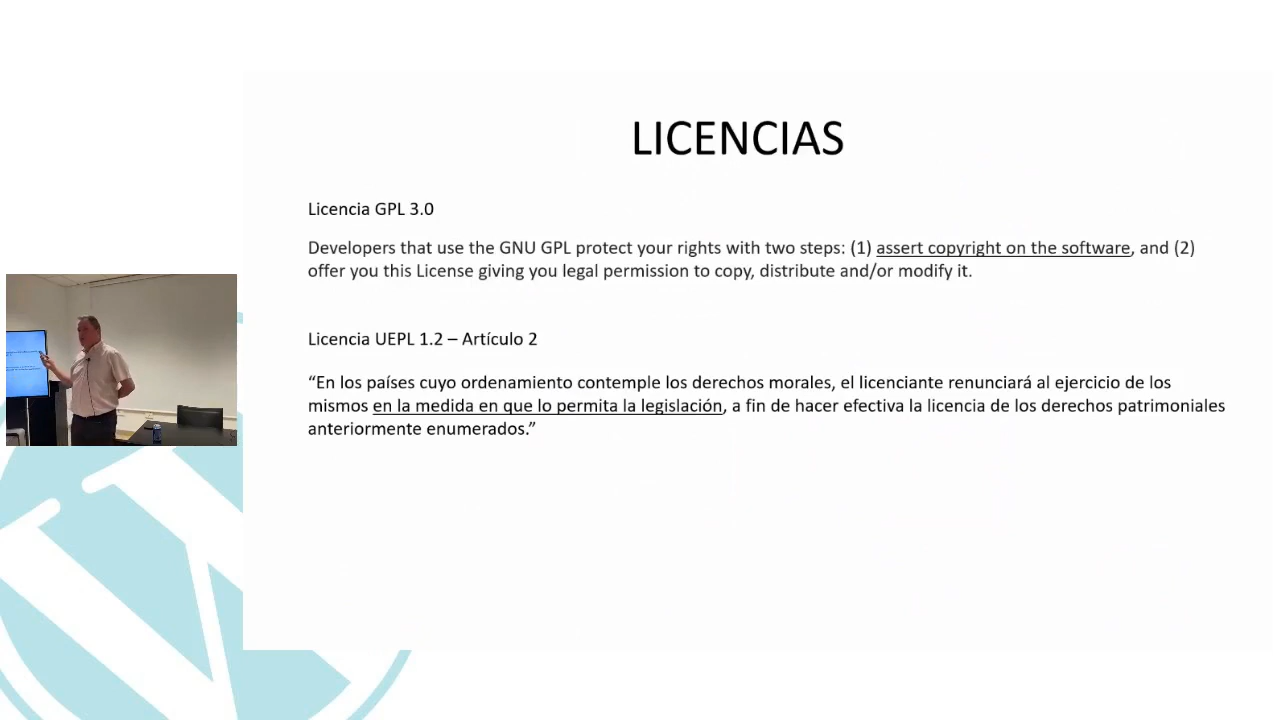 LICENCIAS
Licencia GPL 3.0
Developers that use the GNU GPL protect your rights with two steps: (1) assert copyright on the software, and (2)
offer you this License giving you legal permission to copy, distribute and/or modify it.
Licencia UEPL 1.2 – Artículo 2
“En los países cuyo ordenamiento contemple los derechos morales, el licenciante renunciará al ejercicio de los
mismos en la medida en que lo permita la legislación, a fin de hacer efectiva la licencia de los derechos patrimoniales
anteriormente enumerados.”